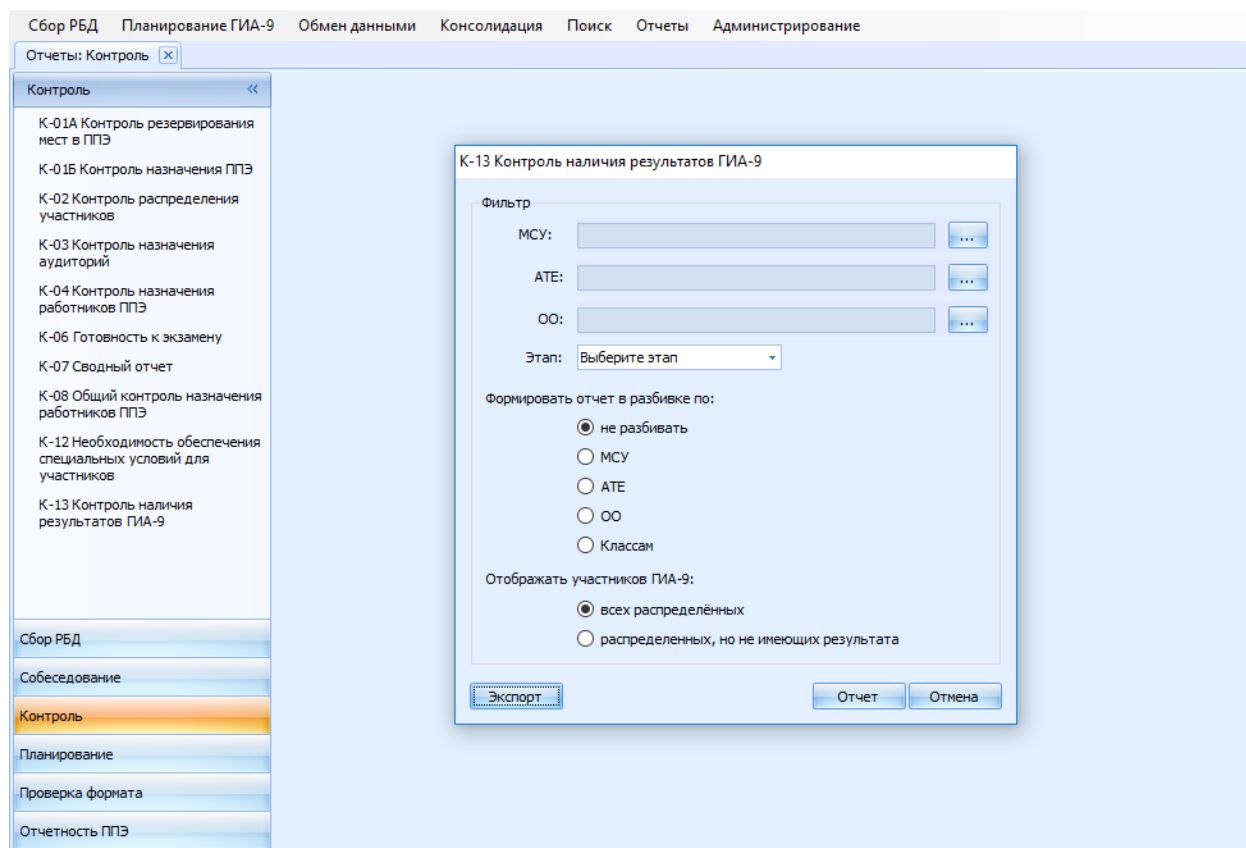 Сбор РБД Планирование ГИА-9 Обмен данными Консолидация Поиск Отчеты Администрирование
Отчеты: Контроль
Контроль
К-01А Контроль резервирования
мест в ППЭ
К-01Б Контроль назначения ППЭ
К-02 Контроль распределения
участников
К-03 Контроль назначения
аудиторий
К-04 Контроль назначения
работников ППЭ
К-06 Готовность к экзамену
К-07 Сводный отчет
К-08 Общий контроль назначения
работников ППЭ
К-12 Необходимость обеспечения
специальных условий для
участников
К-13 Контроль наличия
результатов ГИА-9
Сбор РБД
Собеседование
Контроль
Планирование
Проверка формата
Отчетность ППЭ
К-13 Контроль наличия результатов ГИА-9
Фильтр
МСУ: ...
АТЕ: ...
ОО: ...
Этап: Выберите этап
Формировать отчет в разбивке по:
не разбивать
МСУ
АТЕ
ОО
Классам
Отображать участников ГИА-9:
всех распределённых
распределенных, но не имеющих результата
Экспорт Отчет Отмена